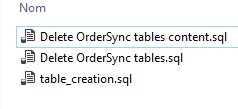 Nom
Delete OrderSync tables content.sql
Delete OrderSync tables.sql
table_creation.sql